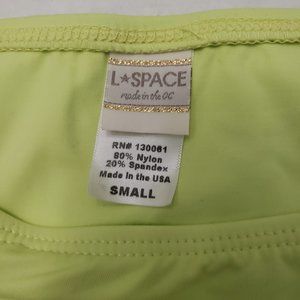 L★SPACE
made in the OC
RN# 130061
80% Nylon
20% Spandex
Made In the USA
SMALL